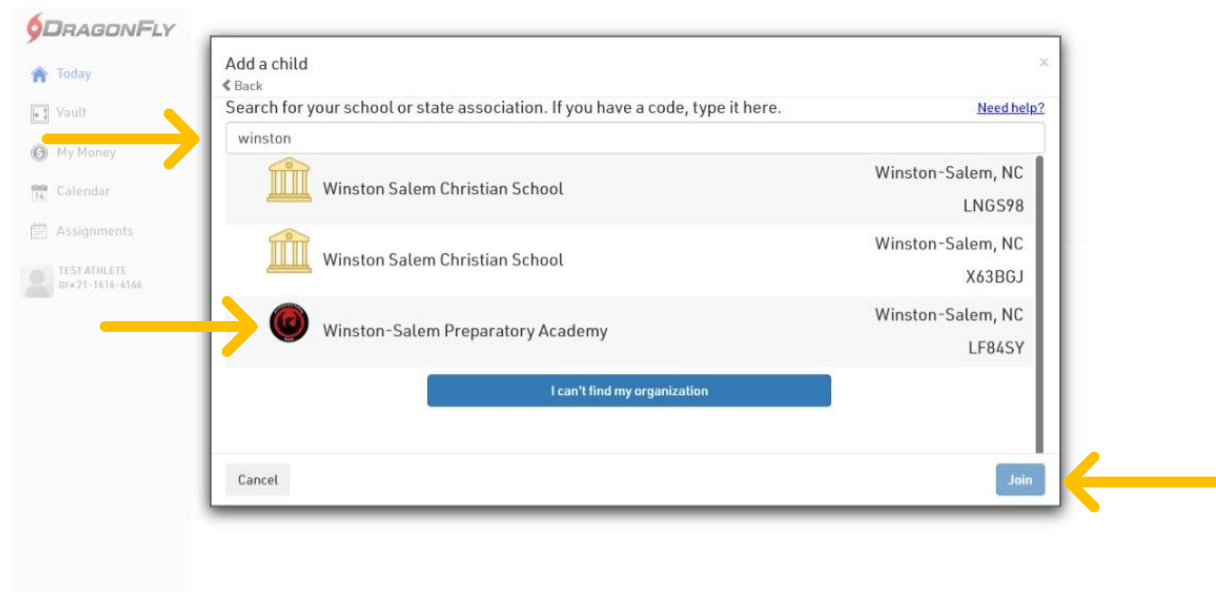 DRAGONFLY
Today
Vault
My Money
Calendar
14
Assignments
TEST ATHLETE
DF# 21-1616-4166
Add a child
×
Back
Search for your school or state association. If you have a code, type it here.
Need help?
winston
Winston Salem Christian School
Winston-Salem, NC
LNGS98
Winston Salem Christian School
Winston-Salem, NC
X63BGJ
Winston-Salem Preparatory Academy
Winston-Salem, NC
LF84SY
I can't find my organization
Cancel
Join